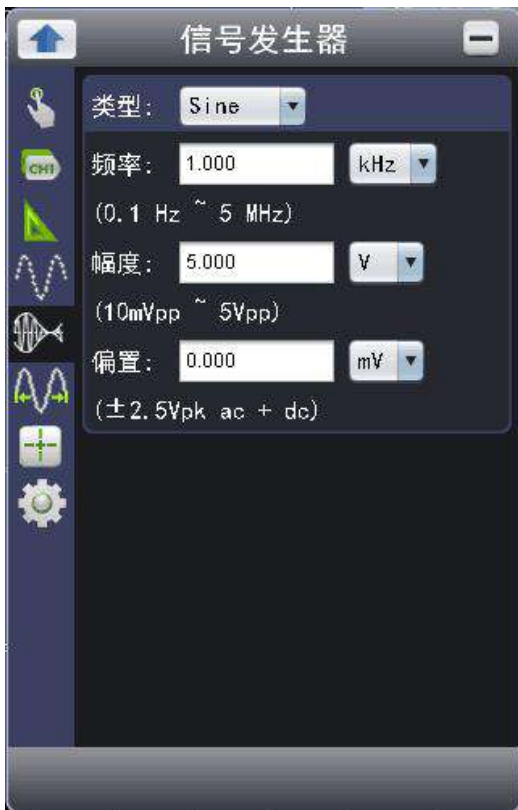 信号发生器
类型: Sine
CH1
频率: 1.000 kHz
(0.1 Hz ~ 5 MHz)
幅度: 5.000 V
(10mVpp ~ 5Vpp)
偏置: 0.000 mV
(±2.5Vpk ac + dc)